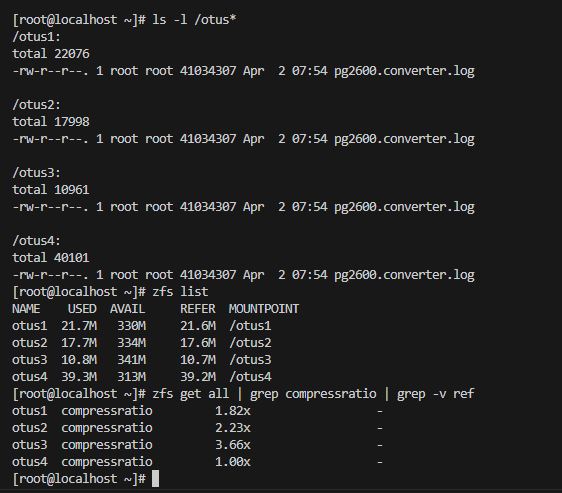 [root@localhost ~]# ls -l /otus*
/otus1:
total 22076
-rw-r--r--. 1 root root 41034307 Apr  2 07:54 pg2600.converter.log

/otus2:
total 17998
-rw-r--r--. 1 root root 41034307 Apr  2 07:54 pg2600.converter.log

/otus3:
total 10961
-rw-r--r--. 1 root root 41034307 Apr  2 07:54 pg2600.converter.log

/otus4:
total 40101
-rw-r--r--. 1 root root 41034307 Apr  2 07:54 pg2600.converter.log
[root@localhost ~]# zfs list
NAME    USED  AVAIL     REFER  MOUNTPOINT
otus1  21.7M   330M     21.6M  /otus1
otus2  17.7M   334M     17.6M  /otus2
otus3  10.8M   341M     10.7M  /otus3
otus4  39.3M   313M     39.2M  /otus4
[root@localhost ~]# zfs get all | grep compressratio | grep -v ref
otus1  compressratio         1.82x                  -
otus2  compressratio         2.23x                  -
otus3  compressratio         3.66x                  -
otus4  compressratio         1.00x                  -
[root@localhost ~]#